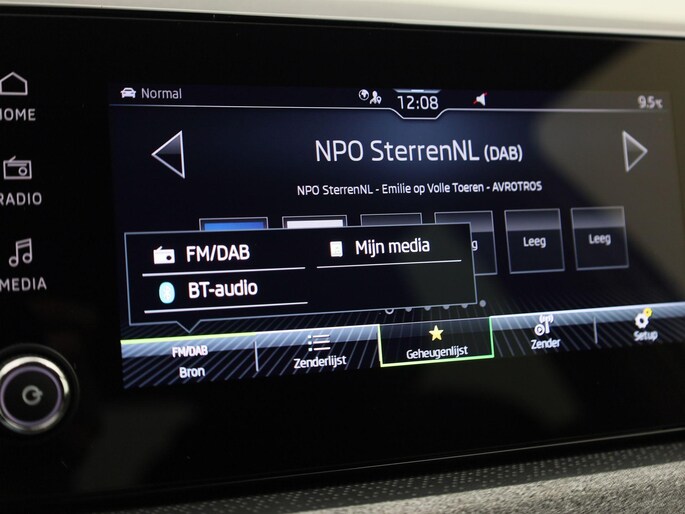 Normal
12:08
9.5°C
HOME
RADIO
MEDIA
NPO SterrenNL (DAB)
NPO SterrenNL - Emilie op Volle Toeren - AVROTROS
Leeg
Leeg
FM/DAB
Mijn media
BT-audio
FM/DAB
Bron
Zenderlijst
Geheugenlijst
Zender
Setup